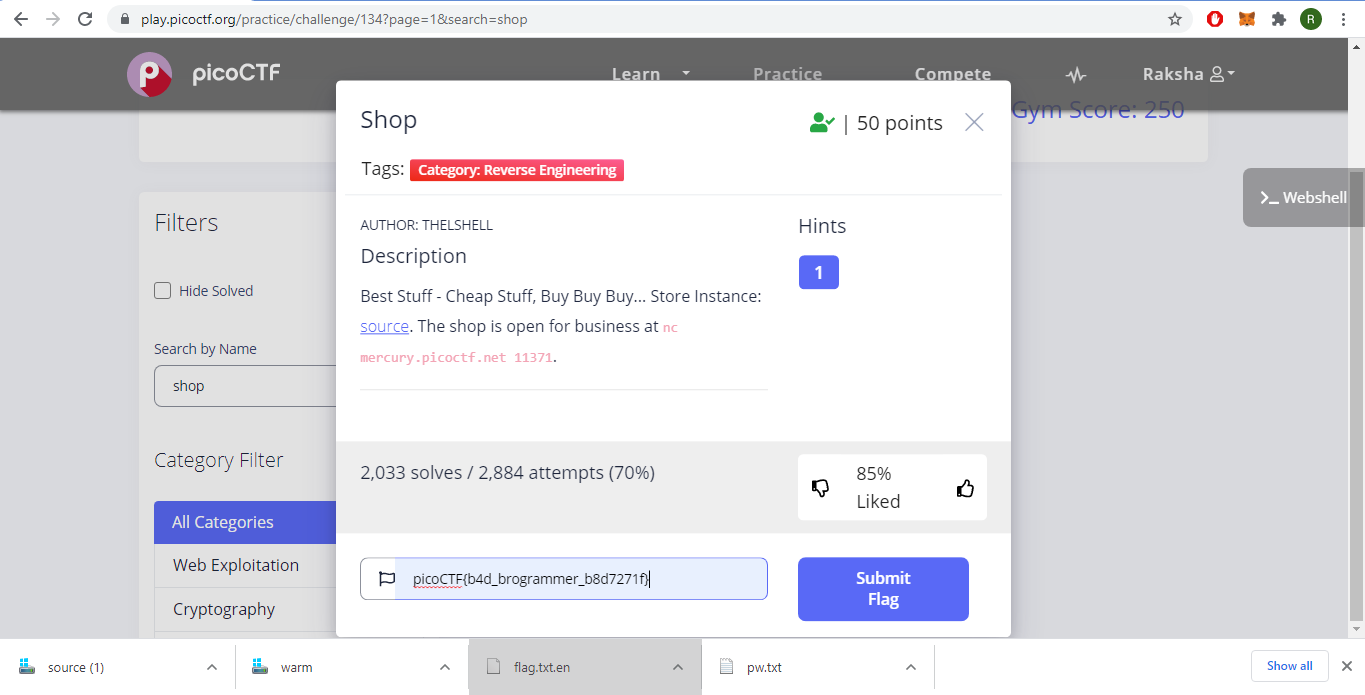 play.picoctf.org/practice/challenge/134?page=1&search=shop
R
picoCTF
Learn
Practice
Compete
Raksha
Gym Score: 250
Shop
| 50 points
Tags: Category: Reverse Engineering
>_ Webshell
Filters
AUTHOR: THELSHELL
Hints
Description
1
Hide Solved
Best Stuff - Cheap Stuff, Buy Buy Buy... Store Instance:
source. The shop is open for business at nc
mercury.picoctf.net 11371.
Search by Name
shop
Category Filter
2,033 solves / 2,884 attempts (70%)
85%
Liked
All Categories
Web Exploitation
picoCTF{b4d_brogrammer_b8d7271f}
Submit
Flag
Cryptography
source (1)
warm
flag.txt.en
pw.txt
Show all